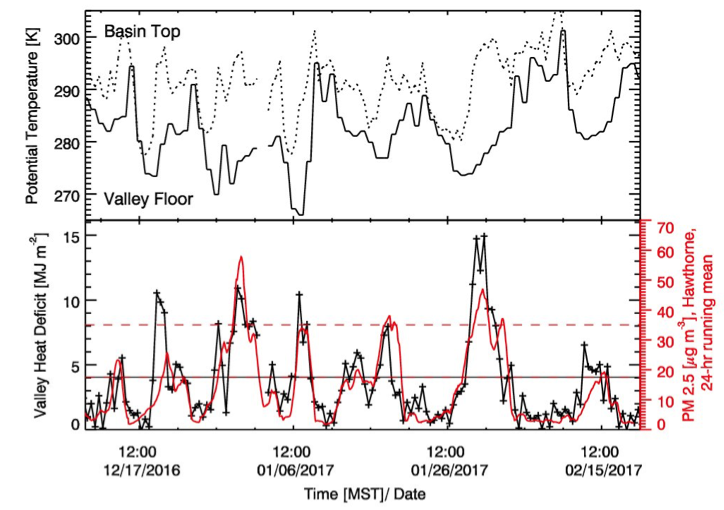 Potential Temperature [K]
300
290
280
270
Basin Top
Valley Floor
Valley Heat Deficit [MJ m⁻²]
15
10
5
0
70
60
50
40
30
20
10
0
PM 2.5 [μg m⁻³], Hawthorne,
24-hr running mean
12:00 12:00 12:00 12:00
12/17/2016 01/06/2017 01/26/2017 02/15/2017
Time [MST]/ Date